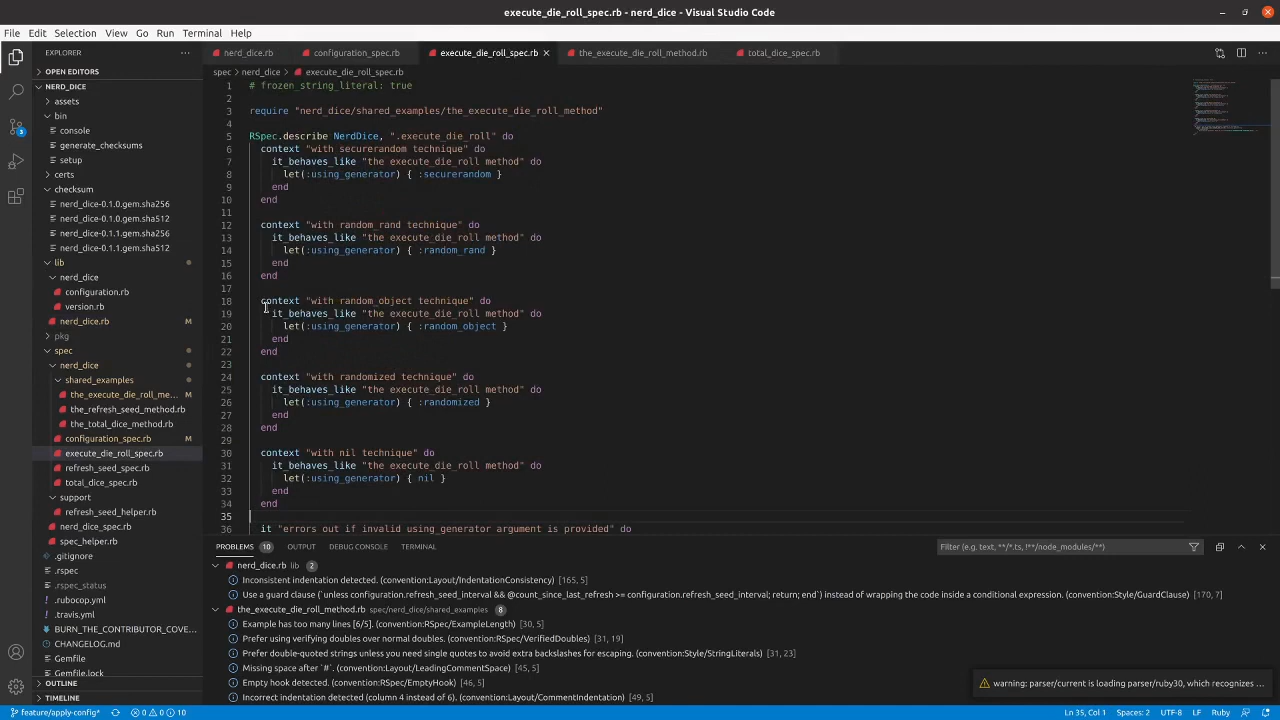 execute_die_roll_spec.rb - nerd_dice - Visual Studio Code
File Edit Selection View Go Run Terminal Help
EXPLORER
nerd_dice.rb configuration_spec.rb execute_die_roll_spec.rb the_execute_die_roll_method.rb total_dice_spec.rb
OPEN EDITORS
spec > nerd_dice > execute_die_roll_spec.rb
NERD_DICE
assets
bin
console
generate_checksums
setup
certs
checksum
nerd_dice-0.1.0.gem.sha256
nerd_dice-0.1.0.gem.sha512
nerd_dice-0.1.1.gem.sha256
nerd_dice-0.1.1.gem.sha512
lib
nerd_dice
configuration.rb
version.rb
nerd_dice.rb M
pkg
spec
nerd_dice
shared_examples
the_execute_die_roll_me... M
the_refresh_seed_method.rb
the_total_dice_method.rb
configuration_spec.rb M
execute_die_roll_spec.rb
refresh_seed_spec.rb
total_dice_spec.rb
support
refresh_seed_helper.rb
nerd_dice_spec.rb
spec_helper.rb
.gitignore
.rspec
.rspec_status
.rubocop.yml
.travis.yml
BURN_THE_CONTRIBUTOR_COVE...
CHANGELOG.md
Gemfile
Gemfile.lock
OUTLINE
TIMELINE
1 # frozen_string_literal: true
2
3 require "nerd_dice/shared_examples/the_execute_die_roll_method"
4
5 RSpec.describe NerdDice, ".execute_die_roll" do
6 context "with securerandom technique" do
7 it_behaves_like "the execute_die_roll method" do
8 let(:using_generator) { :securerandom }
9 end
10 end
11
12 context "with random_rand technique" do
13 it_behaves_like "the execute_die_roll method" do
14 let(:using_generator) { :random_rand }
15 end
16 end
17
18 context "with random_object technique" do
19 it_behaves_like "the execute_die_roll method" do
20 let(:using_generator) { :random_object }
21 end
22 end
23
24 context "with randomized technique" do
25 it_behaves_like "the execute_die_roll method" do
26 let(:using_generator) { :randomized }
27 end
28 end
29
30 context "with nil technique" do
31 it_behaves_like "the execute_die_roll method" do
32 let(:using_generator) { nil }
33 end
34 end
35
36 it "errors out if invalid using_generator argument is provided" do
PROBLEMS 10 OUTPUT DEBUG CONSOLE TERMINAL Filter (e.g. text, **/*.ts, !**/node_modules/**)
nerd_dice.rb lib 2
Inconsistent indentation detected. (convention:Layout/IndentationConsistency) [165, 5]
Use a guard clause (`unless configuration.refresh_seed_interval && @count_since_last_refresh >= configuration.refresh_seed_interval; return; end`) instead of wrapping the code inside a conditional expression. (convention:Style/GuardClause) [170, 7]
the_execute_die_roll_method.rb spec/nerd_dice/shared_examples 8
Example has too many lines [6/5]. (convention:RSpec/ExampleLength) [30, 5]
Prefer using verifying doubles over normal doubles. (convention:RSpec/VerifiedDoubles) [31, 19]
Prefer double-quoted strings unless you need single quotes to avoid extra backslashes for escaping. (convention:Style/StringLiterals) [31, 23]
Missing space after `#`. (convention:Layout/LeadingCommentSpace) [45, 5]
Empty hook detected. (convention:RSpec/EmptyHook) [46, 5]
Incorrect indentation detected (column 4 instead of 6). (convention:Layout/CommentIndentation) [49, 5]
warning: parser/current is loading parser/ruby30, which recognizes ...
3
feature/apply-config* 0 0 10 Ln 35, Col 1 Spaces: 2 UTF-8 LF Ruby